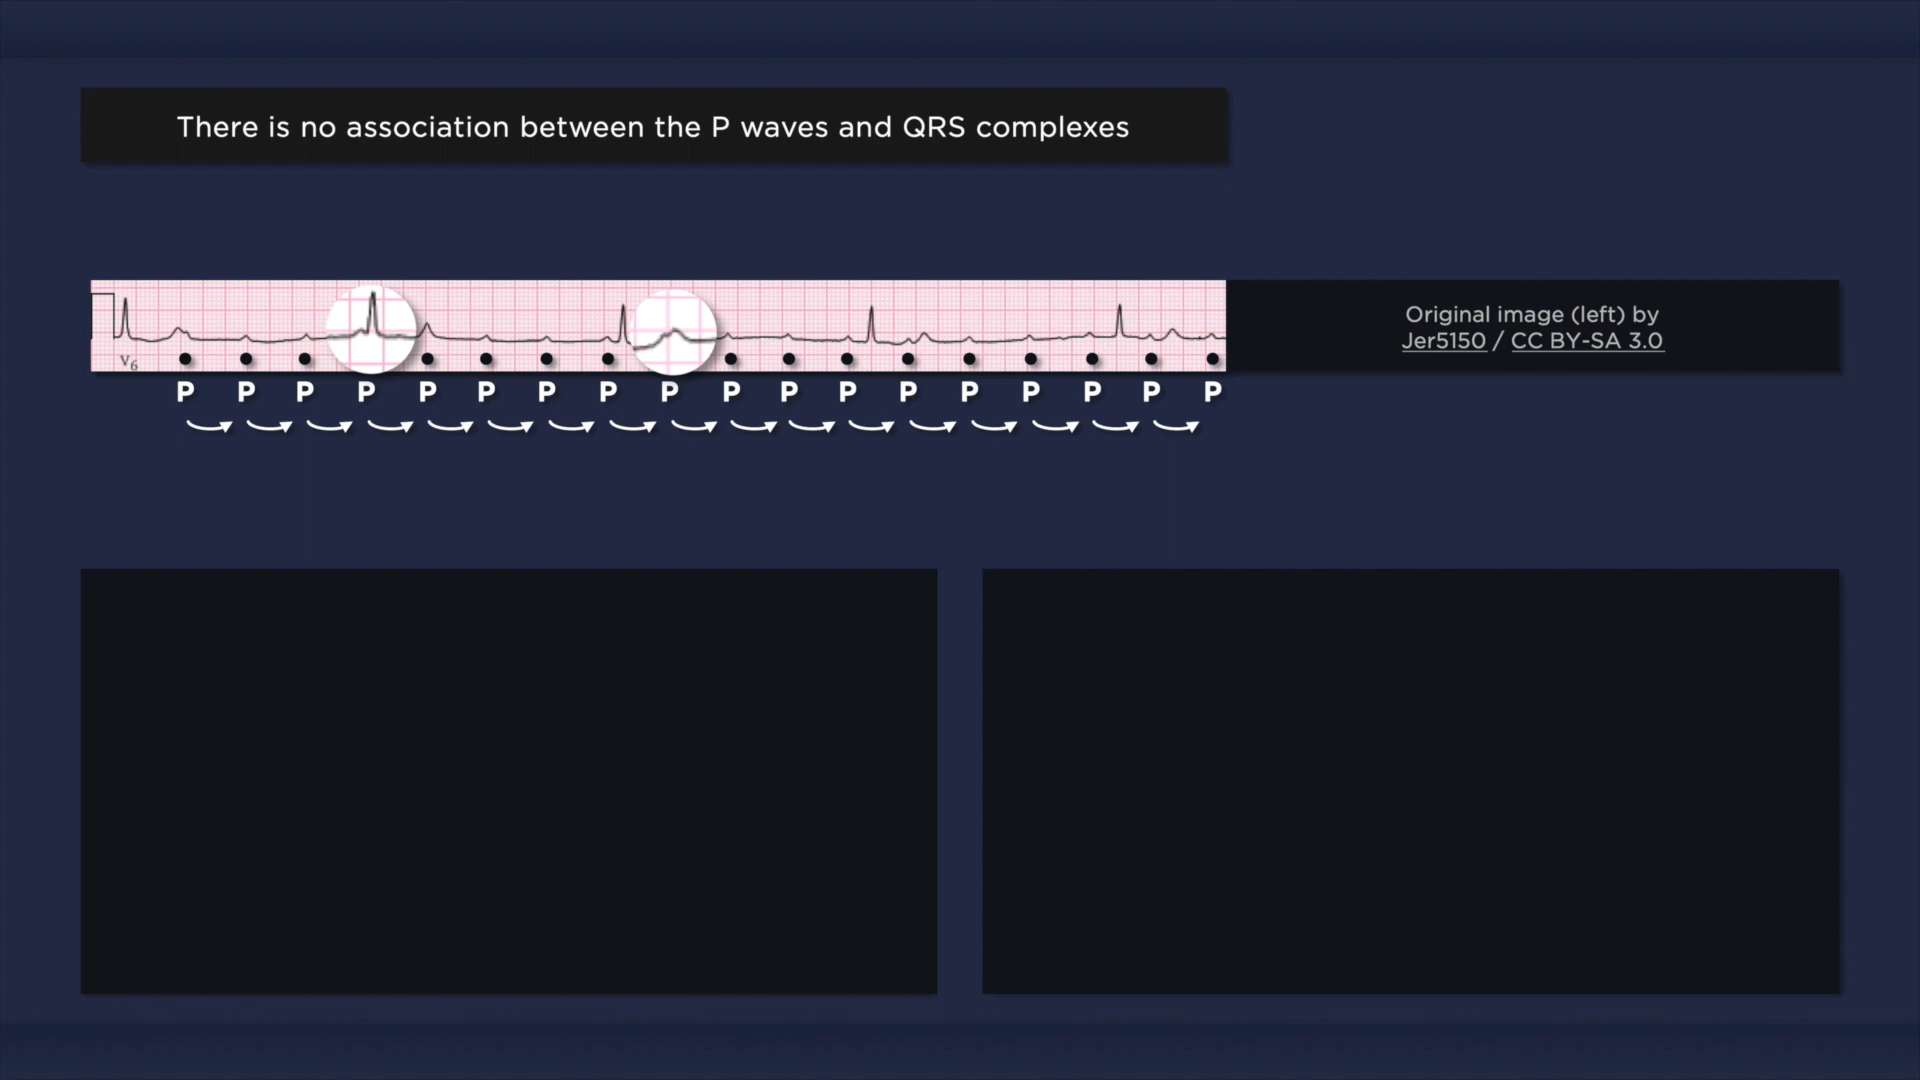 There is no association between the P waves and QRS complexes
Original image (left) by
Jer5150 / CC BY-SA 3.0
V6
P P P P P P P P P P P P P P P P P P